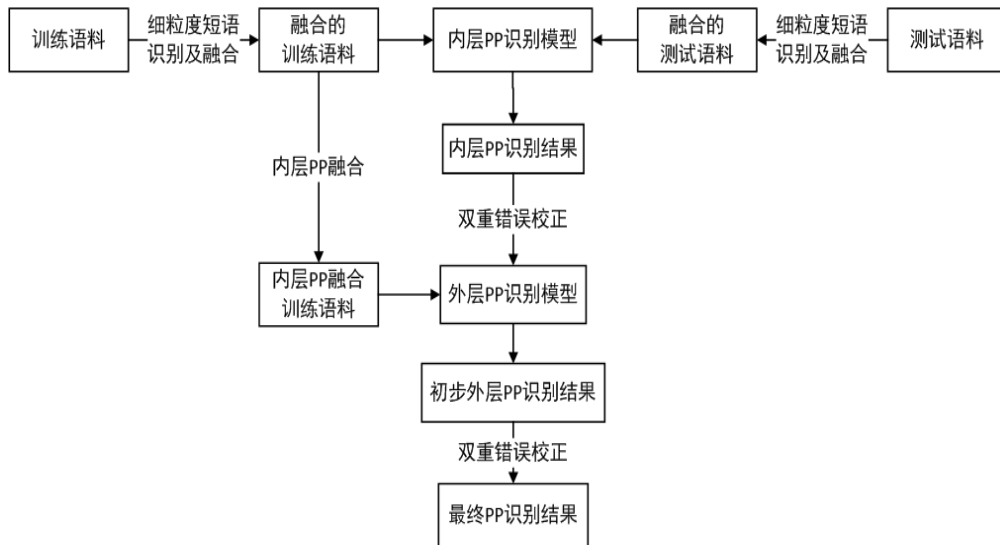 训练语料
细粒度短语
识别及融合
融合的
训练语料
内层PP识别模型
融合的
测试语料
细粒度短语
识别及融合
测试语料
内层PP识别结果
内层PP融合
双重错误校正
内层PP融合
训练语料
外层PP识别模型
初步外层PP识别结果
双重错误校正
最终PP识别结果